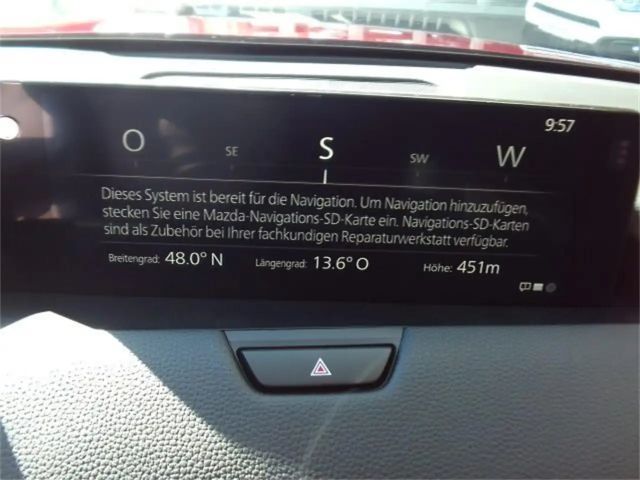 9:57
O SE S SW W
Dieses System ist bereit für die Navigation. Um Navigation hinzuzufügen,
stecken Sie eine Mazda-Navigations-SD-Karte ein. Navigations-SD-Karten
sind als Zubehör bei Ihrer fachkundigen Reparaturwerkstatt verfügbar.
Breitengrad: 48.0° N Längengrad: 13.6° O Höhe: 451m